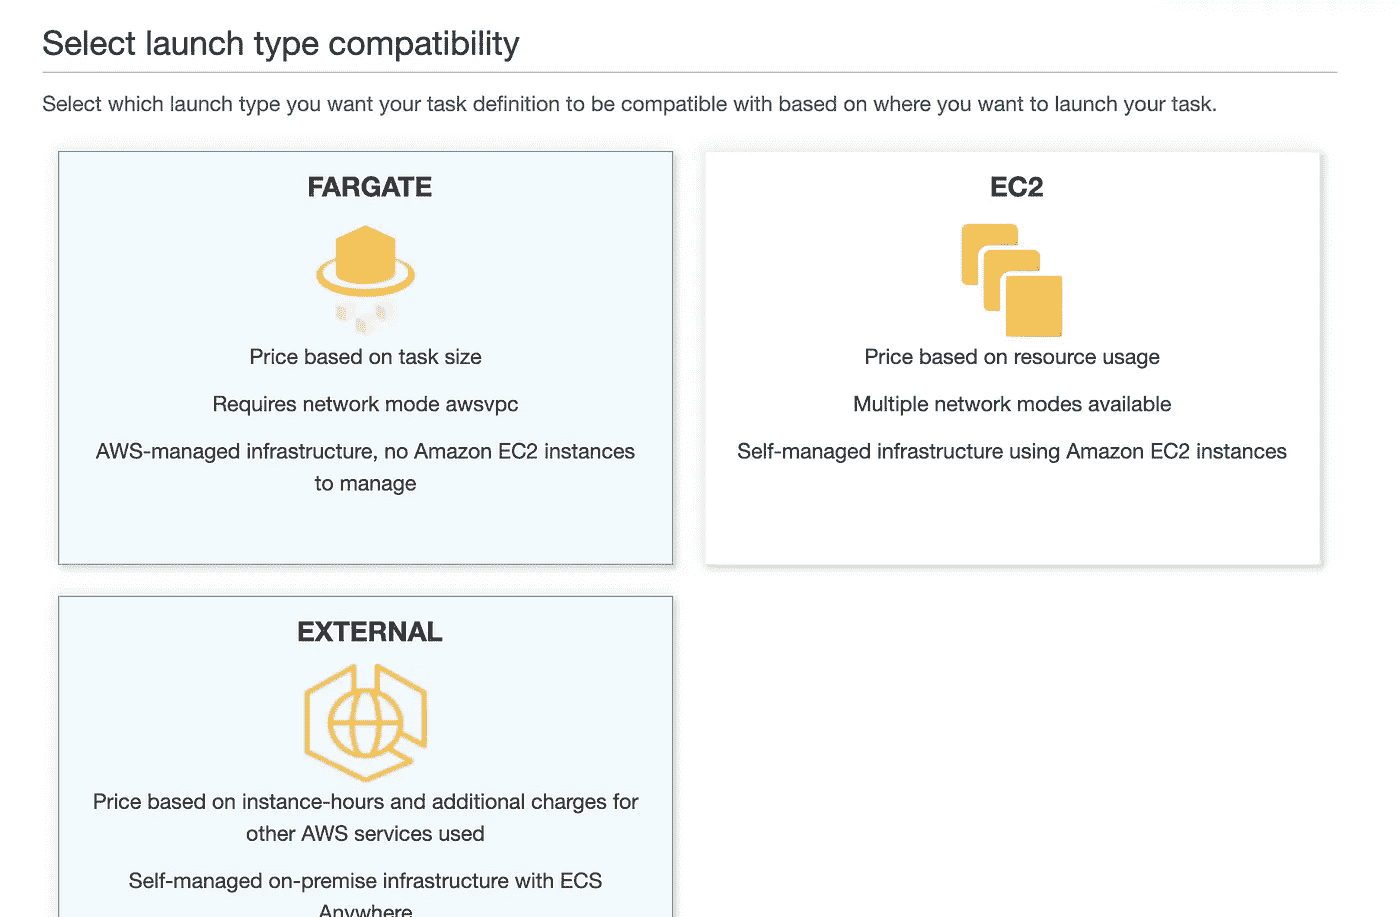 Select launch type compatibility
Select which launch type you want your task definition to be compatible with based on where you want to launch your task.
FARGATE
Price based on task size
Requires network mode awsvpc
AWS-managed infrastructure, no Amazon EC2 instances
to manage
EC2
Price based on resource usage
Multiple network modes available
Self-managed infrastructure using Amazon EC2 instances
EXTERNAL
Price based on instance-hours and additional charges for
other AWS services used
Self-managed on-premise infrastructure with ECS
Anywhere